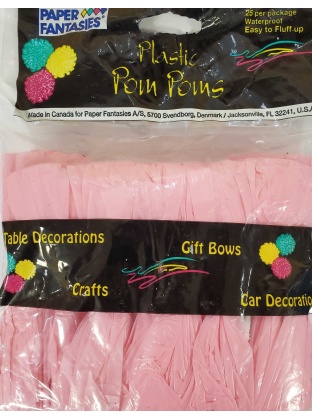 PAPER
FANTASIES
25 per package
Waterproof
Easy to Fluff up
Plastic
Pom Poms
Made in Canada for Paper Fantasies A/S, 5700 Svendborg, Denmark / Jacksonville, FL 32241, U.S.A
Table Decorations
Gift Bows
Crafts
Car Decoratio